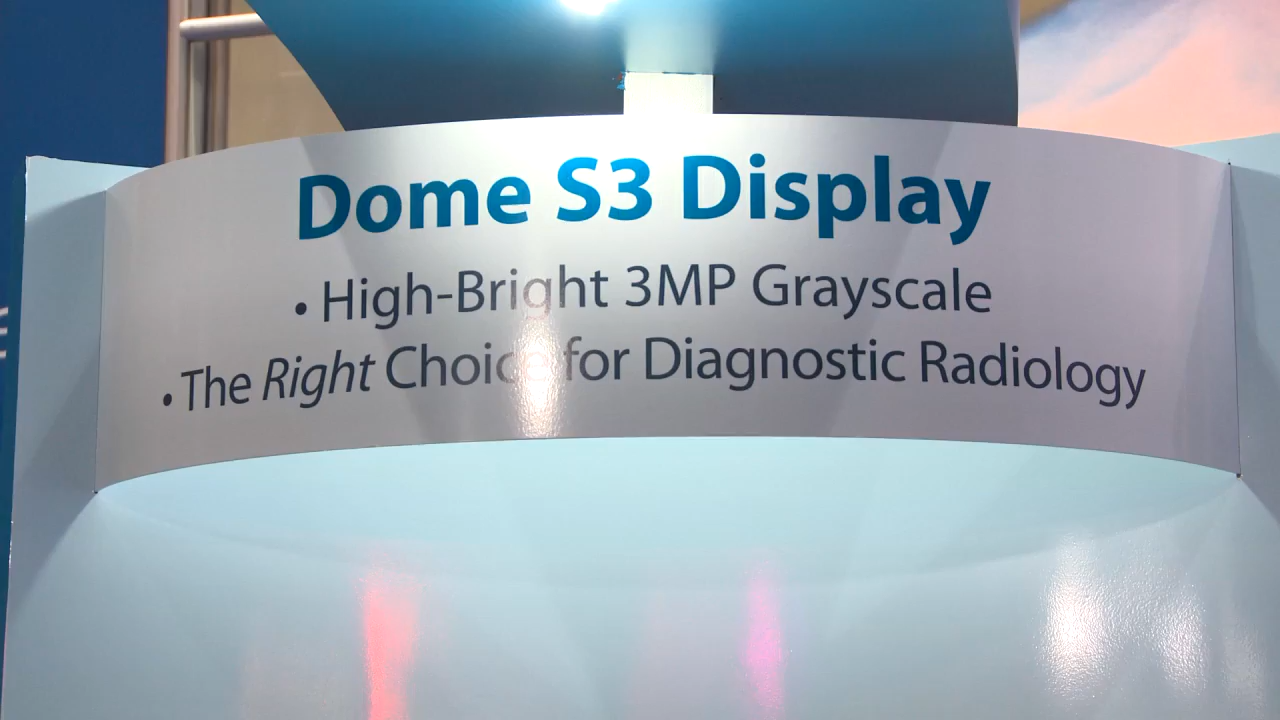 Dome S3 Display
• High-Bright 3MP Grayscale
• The Right Choice for Diagnostic Radiology